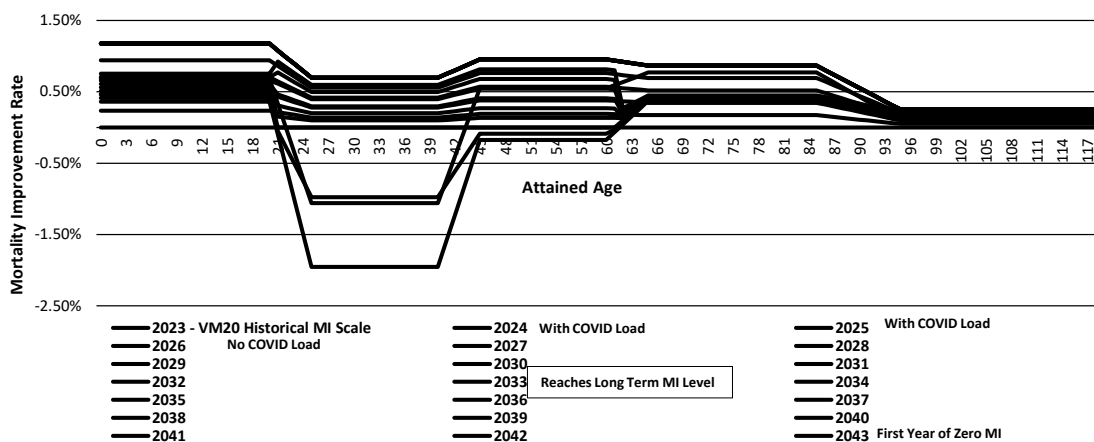 1.50%
0.50%
-0.50%
-1.50%
-2.50%
Mortality Improvement Rate
0 3 6 9 12 15 18 21 24 27 30 33 36 39 42 45 48 51 54 57 60 63 66 69 72 75 78 81 84 87 90 93 96 99 102 105 108 111 114 117
Attained Age
2023 - VM20 Historical MI Scale 2024 With COVID Load 2025 With COVID Load
No COVID Load
2026 2027 2028
2029 2030 2031
2032 2033 2034
Reaches Long Term MI Level
2035 2036 2037
2038 2039 2040
2041 2042 2043 First Year of Zero MI